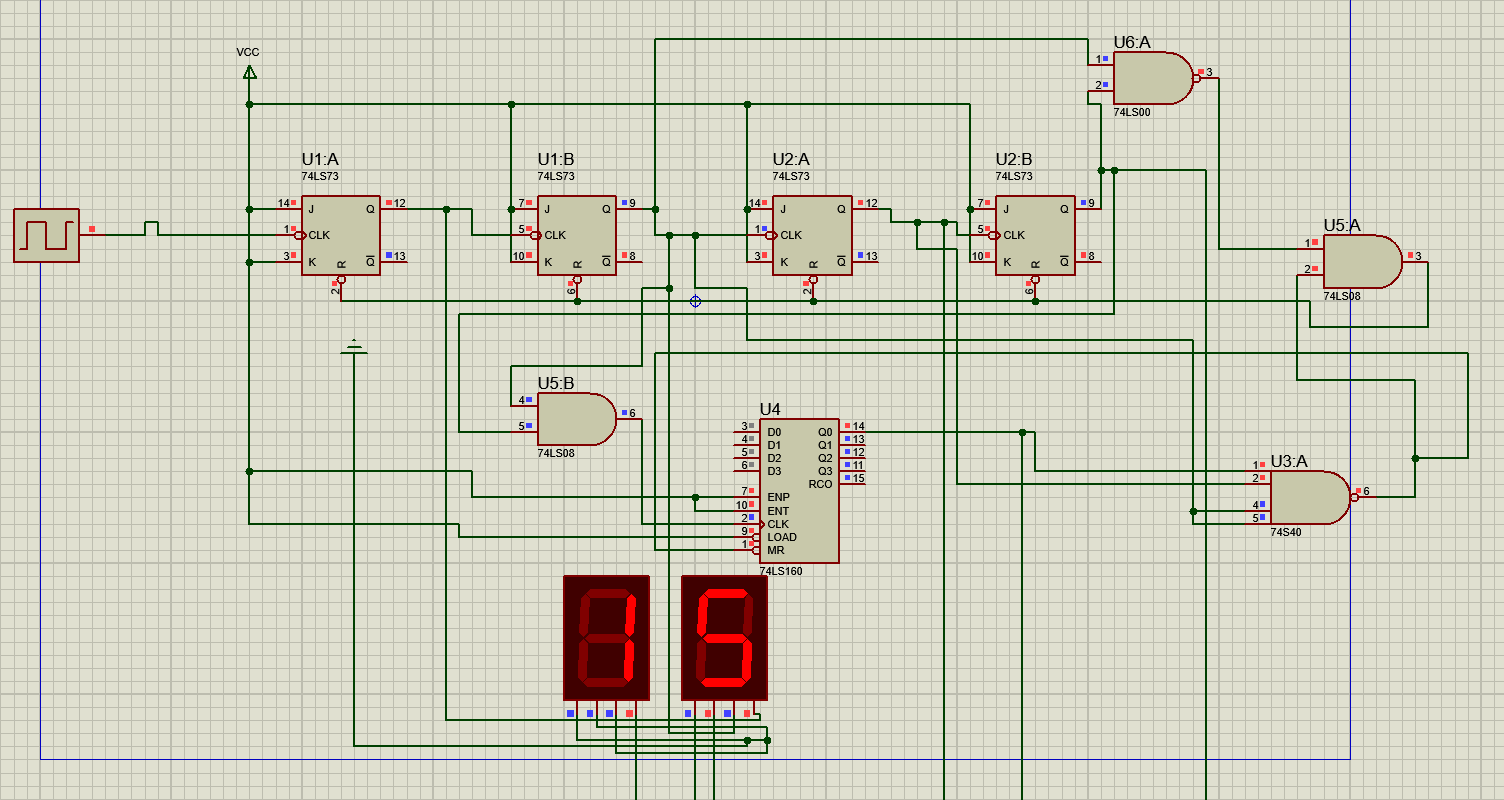 VCC
U6:A
1
2
3
74LS00
U1:A
74LS73
14
J
Q
12
1
CLK
3
K
Q
13
R
2
U1:B
74LS73
7
J
Q
9
5
CLK
10
K
Q
8
R
6
U2:A
74LS73
14
J
Q
12
1
CLK
3
K
Q
13
R
2
U2:B
74LS73
7
J
Q
9
5
CLK
10
K
Q
8
R
6
U5:A
1
2
3
74LS08
U5:B
4
5
6
74LS08
U4
3
D0
Q0
14
4
D1
Q1
13
5
D2
Q2
12
6
D3
Q3
11
RCO
15
7
ENP
10
ENT
2
CLK
9
LOAD
1
MR
74LS160
U3:A
1
2
4
5
6
74S40
15